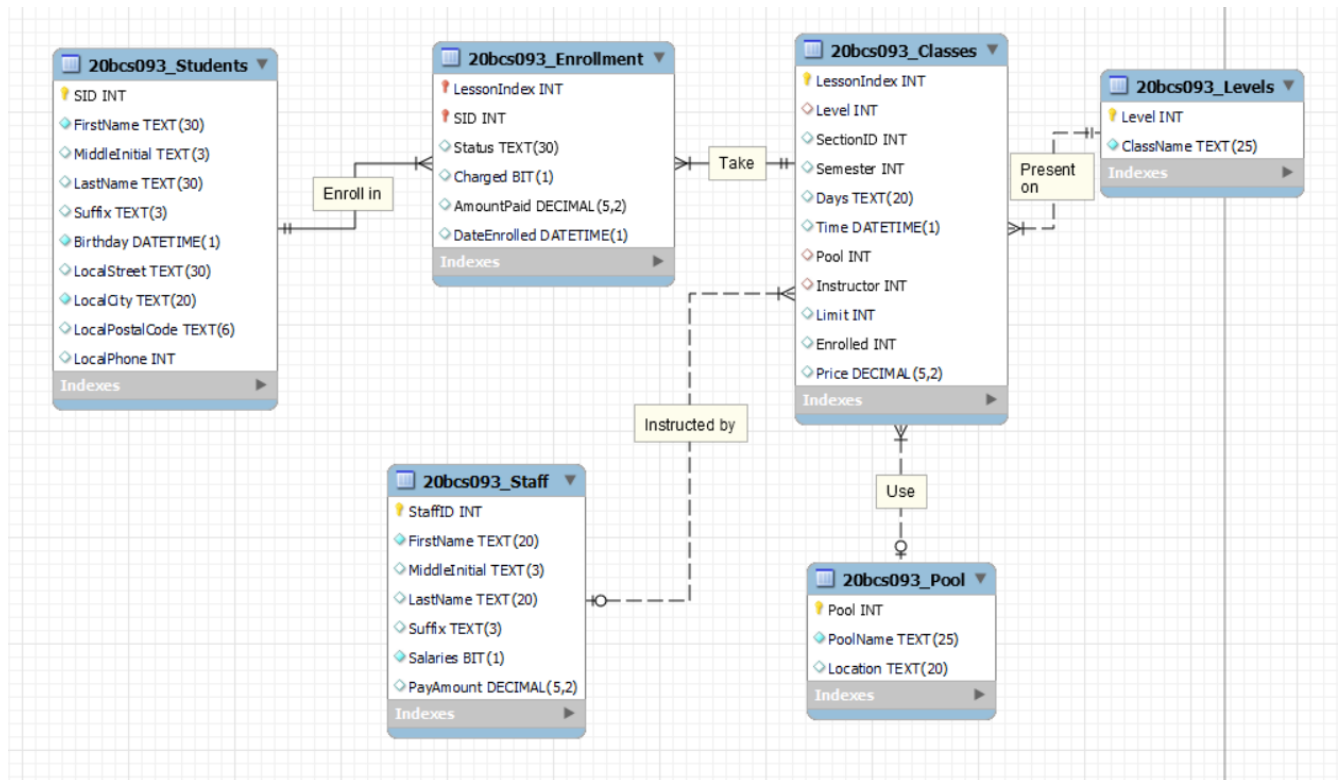 20bcs093_Students
SID INT
FirstName TEXT(30)
MiddleInitial TEXT(3)
LastName TEXT(30)
Suffix TEXT(3)
Birthday DATETIME(1)
LocalStreet TEXT(30)
LocalCity TEXT(20)
LocalPostalCode TEXT(6)
LocalPhone INT
Indexes
Enroll in
20bcs093_Enrollment
LessonIndex INT
SID INT
Status TEXT(30)
Charged BIT(1)
AmountPaid DECIMAL(5,2)
DateEnrolled DATETIME(1)
Indexes
Take
20bcs093_Classes
LessonIndex INT
Level INT
SectionID INT
Semester INT
Days TEXT(20)
Time DATETIME(1)
Pool INT
Instructor INT
Limit INT
Enrolled INT
Price DECIMAL(5,2)
Indexes
Present
on
20bcs093_Levels
Level INT
ClassName TEXT(25)
Indexes
Instructed by
20bcs093_Staff
StaffID INT
FirstName TEXT(20)
MiddleInitial TEXT(3)
LastName TEXT(20)
Suffix TEXT(3)
Salaries BIT(1)
PayAmount DECIMAL(5,2)
Indexes
Use
20bcs093_Pool
Pool INT
PoolName TEXT(25)
Location TEXT(20)
Indexes